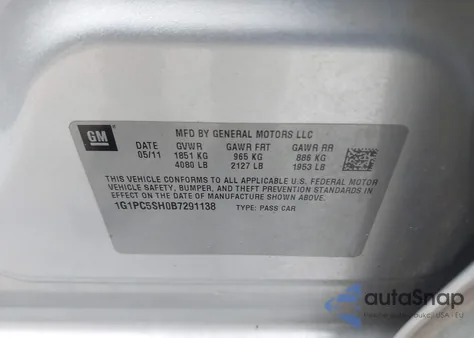 GM
MFD BY GENERAL MOTORS LLC
DATE GVWR GAWR FRT GAWR RR
05/11 1851 KG 965 KG 886 KG
4080 LB 2127 LB 1953 LB
THIS VEHICLE CONFORMS TO ALL APPLICABLE U.S. FEDERAL MOTOR
VEHICLE SAFETY, BUMPER, AND THEFT PREVENTION STANDARDS IN
EFFECT ON THE DATE OF MANUFACTURE SHOWN ABOVE.
1G1PC5SH0B7291138 TYPE: PASS CAR
autoSnap
USA - EU